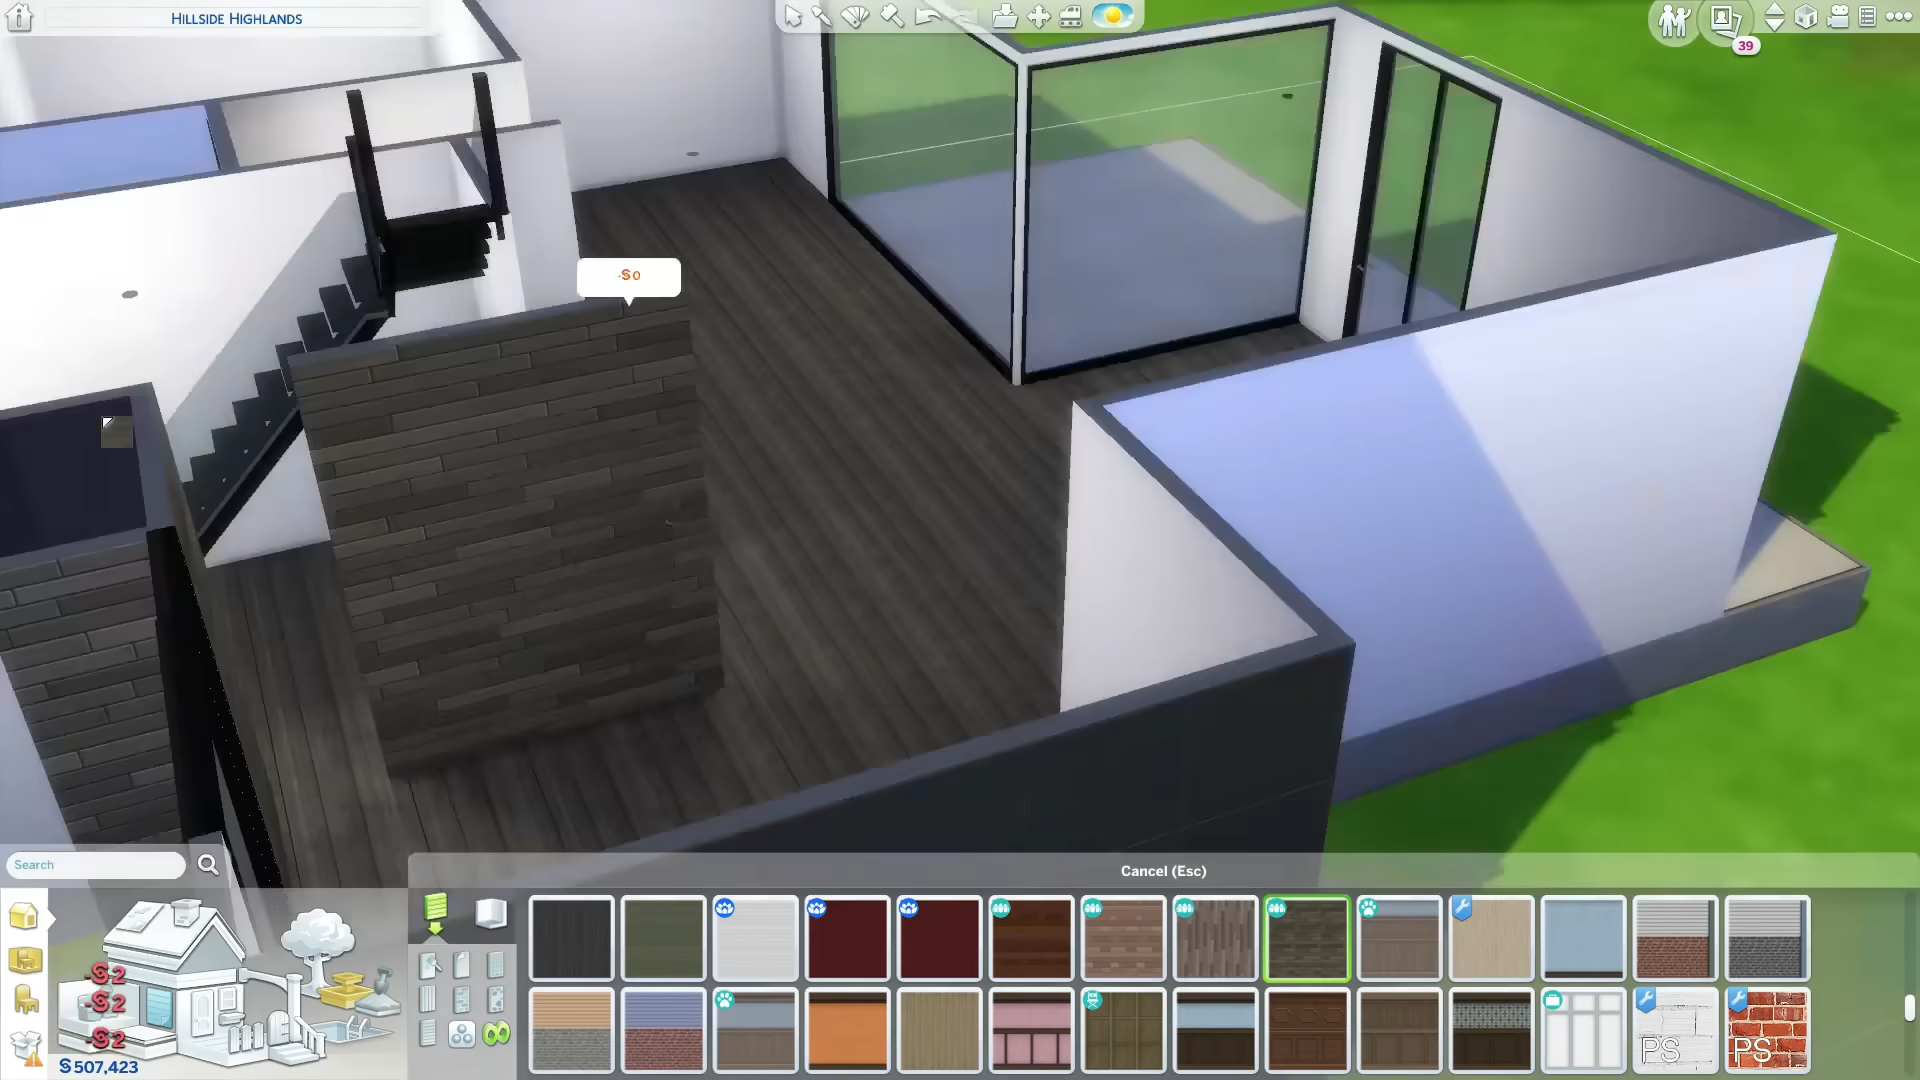 HILLSIDE HIGHLANDS
39
-§0
Search
Cancel (Esc)
-§2
-§2
-§2
§507,423
PS
PS